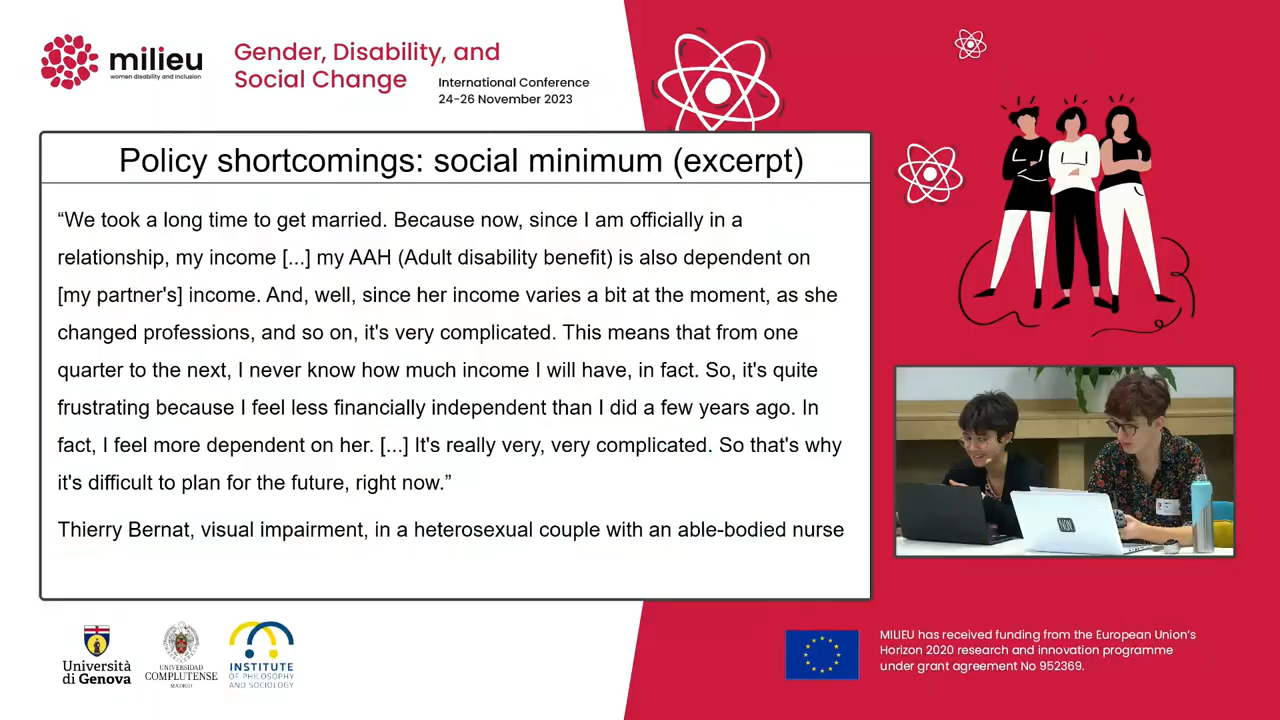 milieu
women disability and inclusion
Gender, Disability, and
Social Change
International Conference
24-26 November 2023
Policy shortcomings: social minimum (excerpt)
“We took a long time to get married. Because now, since I am officially in a
relationship, my income [...] my AAH (Adult disability benefit) is also dependent on
[my partner's] income. And, well, since her income varies a bit at the moment, as she
changed professions, and so on, it's very complicated. This means that from one
quarter to the next, I never know how much income I will have, in fact. So, it's quite
frustrating because I feel less financially independent than I did a few years ago. In
fact, I feel more dependent on her. [...] It's really very, very complicated. So that's why
it's difficult to plan for the future, right now.”
Thierry Bernat, visual impairment, in a heterosexual couple with an able-bodied nurse
NON
Università
di Genova
UNIVERSIDAD
COMPLUTENSE
MADRID
INSTITUTE
OF PHILOSOPHY
AND SOCIOLOGY
MILIEU has received funding from the European Union’s
Horizon 2020 research and innovation programme
under grant agreement No 952369.